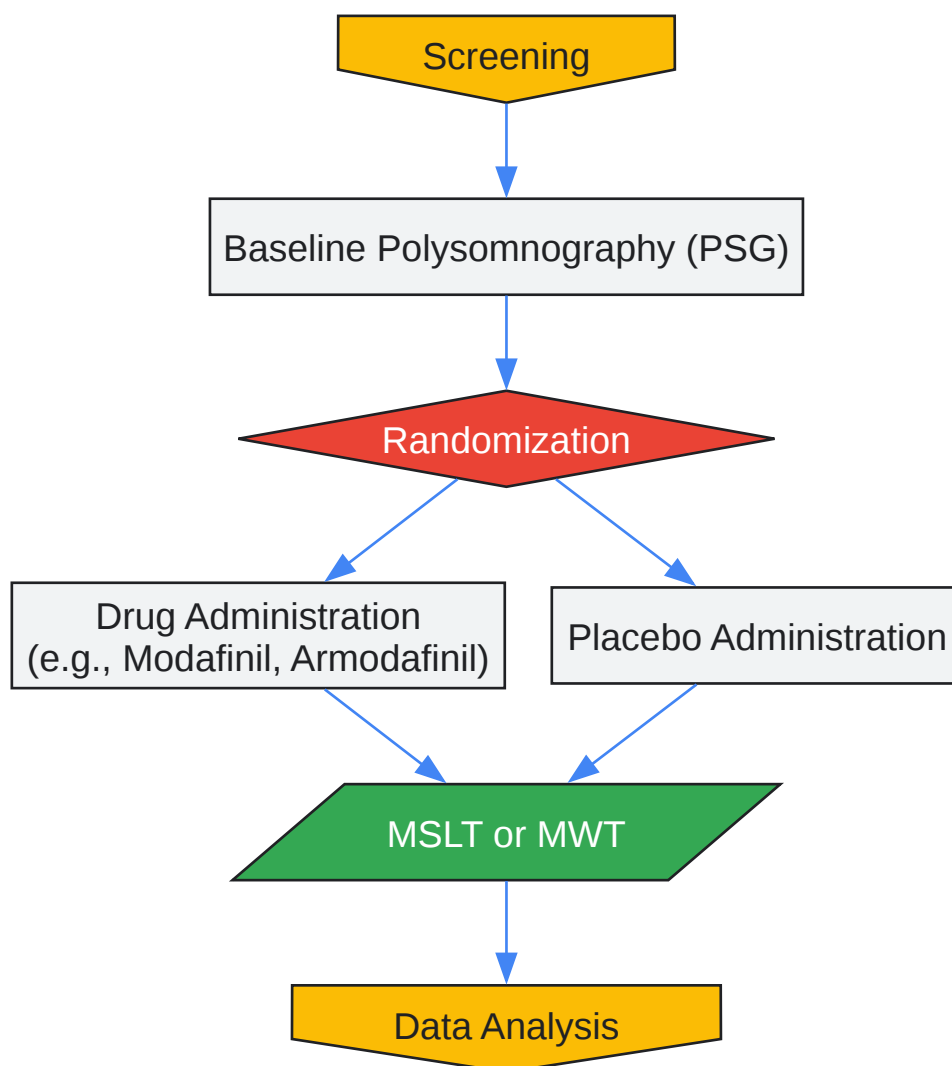 Screening
Baseline Polysomnography (PSG)
Randomization
Drug Administration
(e.g., Modafinil, Armodafinil)
Placebo Administration
MSLT or MWT
Data Analysis